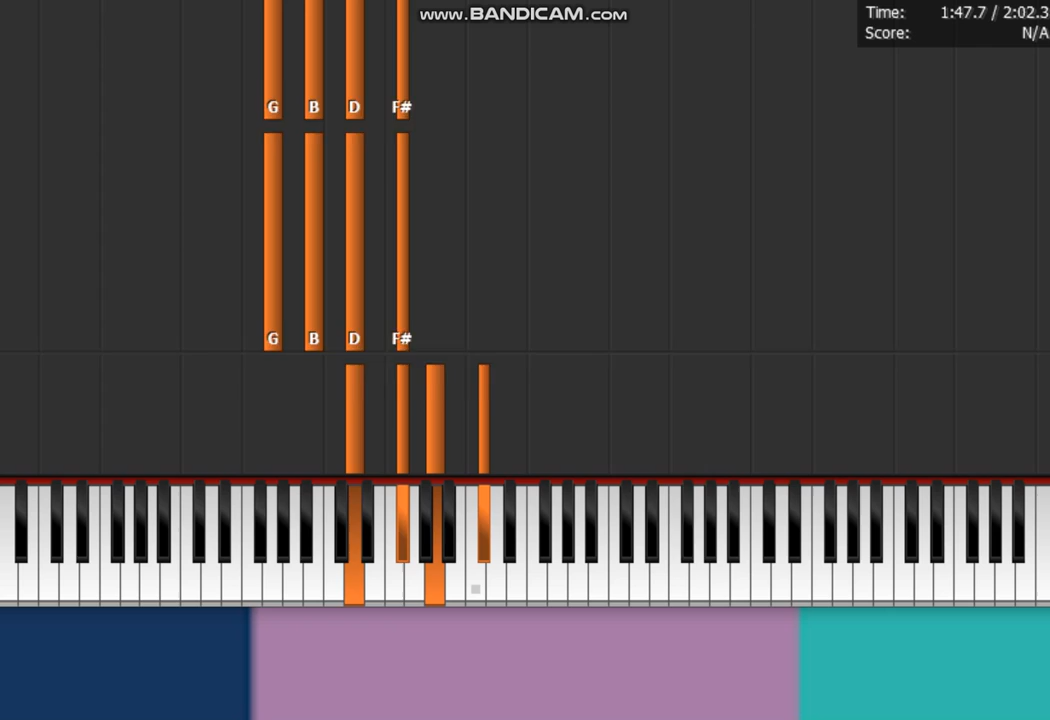 www.BANDICAM.com
Time: 1:47.7 / 2:02.3
Score: N/A
G B D F#
G B D F#